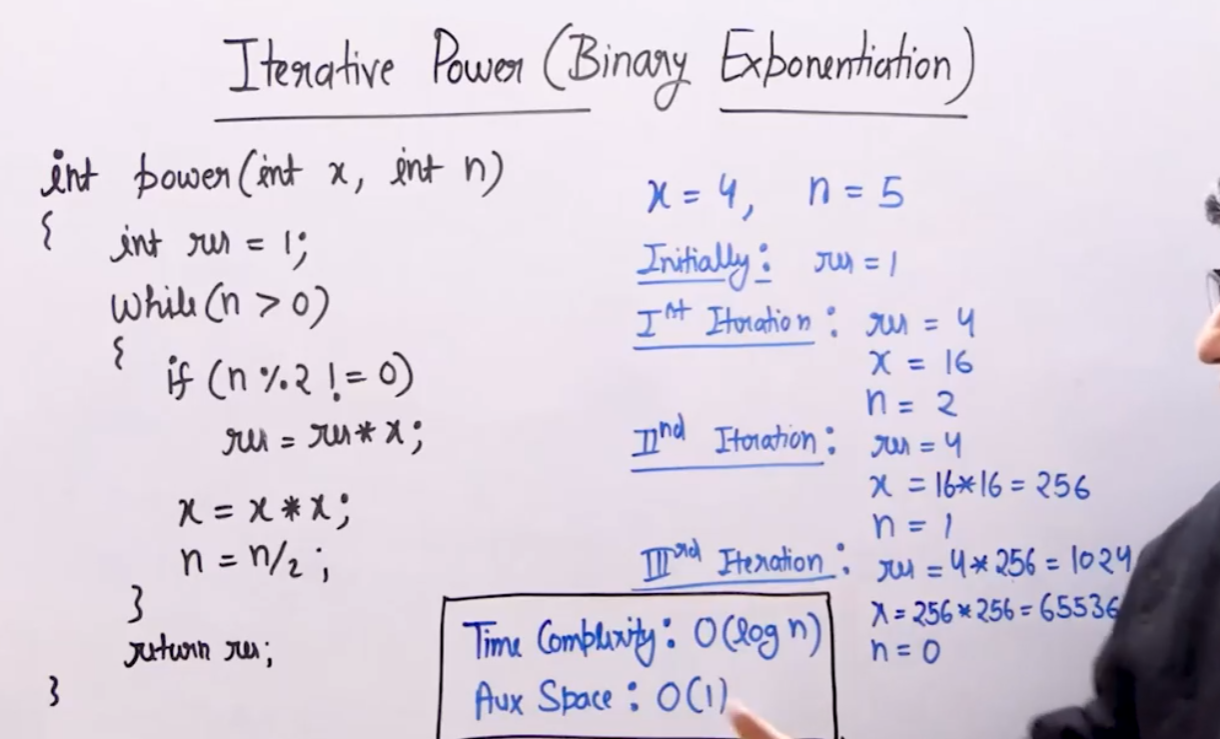 Iterative Power (Binary Exponentiation)
int power(int x, int n)
{
int res = 1;
while(n > 0)
{
if (n % 2 != 0)
res = res * x;
x = x * x;
n = n/2;
}
return res;
}
x = 4, n = 5
Initially: res = 1
Ist Iteration: res = 4
x = 16
n = 2
IInd Iteration: res = 4
x = 16*16 = 256
n = 1
IIIrd Iteration: res = 4*256 = 1024
x = 256*256 = 65536
n = 0
Time Complexity: O(log n)
Aux Space: O(1)